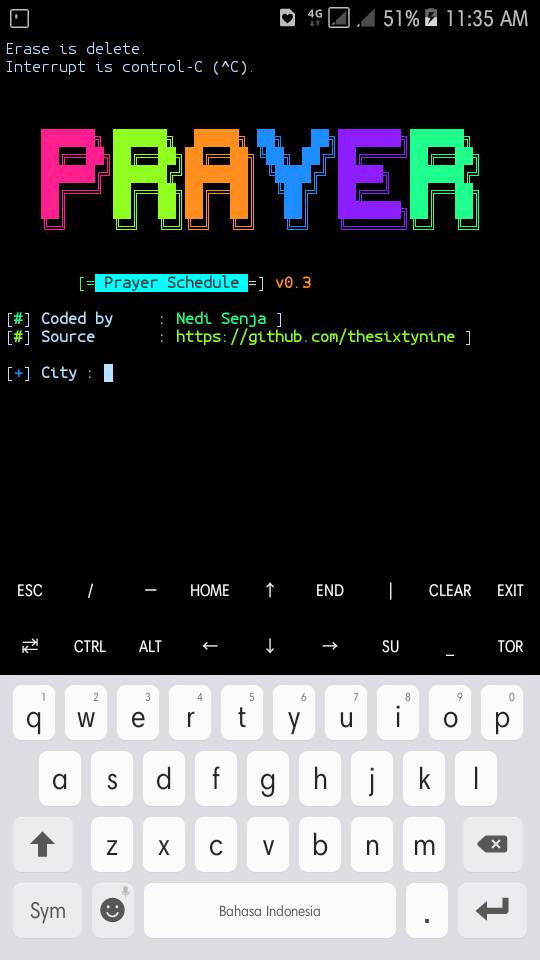 4G 51% 11:35 AM
Erase is delete.
Interrupt is control-C (^C).
PRAYER
[= Prayer Schedule =] v0.3
[#] Coded by : Nedi Senja ]
[#] Source : https://github.com/thesixtynine ]
[+] City :
ESC / — HOME ↑ END | CLEAR EXIT
⇄ CTRL ALT ← ↓ → SU _ TOR
1 2 3 4 5 6 7 8 9 0
q w e r t y u i o p
a s d f g h j k l
z x c v b n m
Sym Bahasa Indonesia .